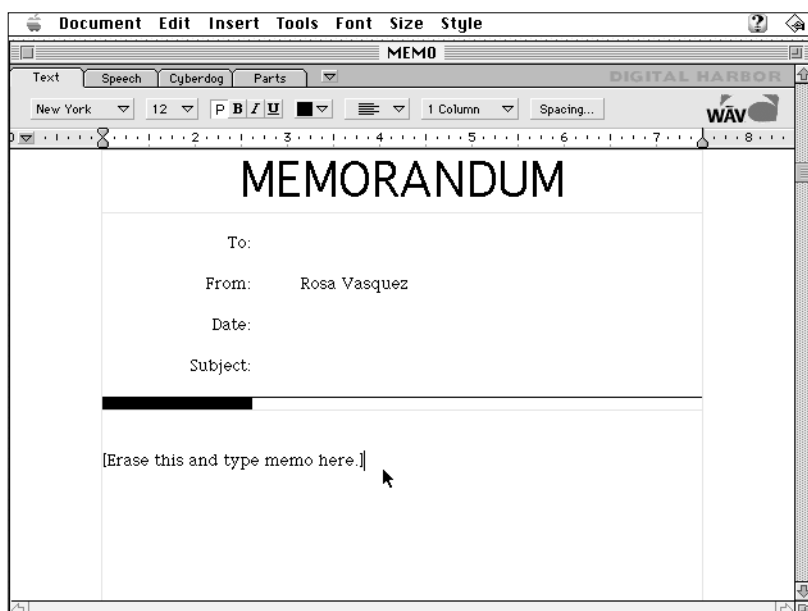 Document Edit Insert Tools Font Size Style
MEMO
Text Speech Cyberdog Parts DIGITAL HARBOR
New York 12 P B I U 1 Column Spacing... WĀV
2 3 4 5 6 7 8
MEMORANDUM
To:
From: Rosa Vasquez
Date:
Subject:
[Erase this and type memo here.]